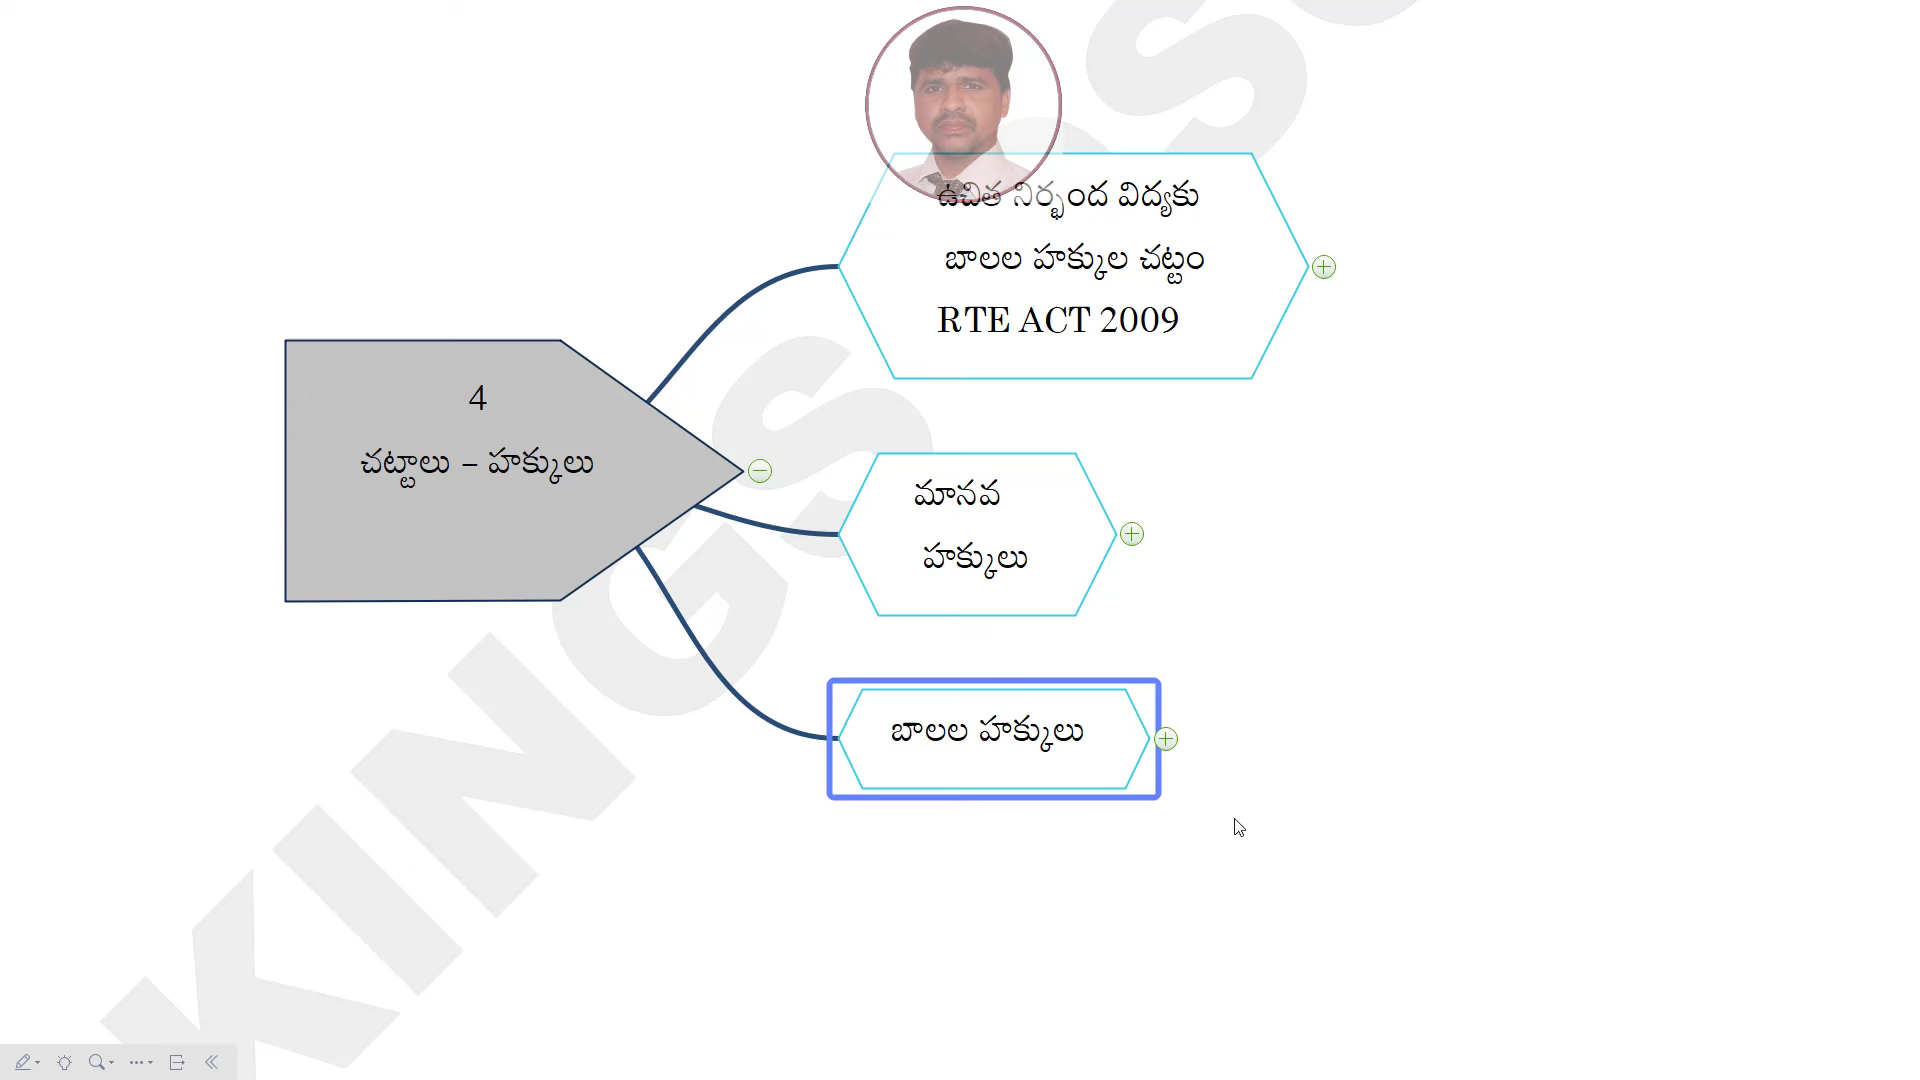 ఉచిత నిర్భంద విద్యకు
బాలల హక్కుల చట్టం
RTE ACT 2009
4
చట్టాలు – హక్కులు
మానవ
హక్కులు
బాలల హక్కులు
KINGS